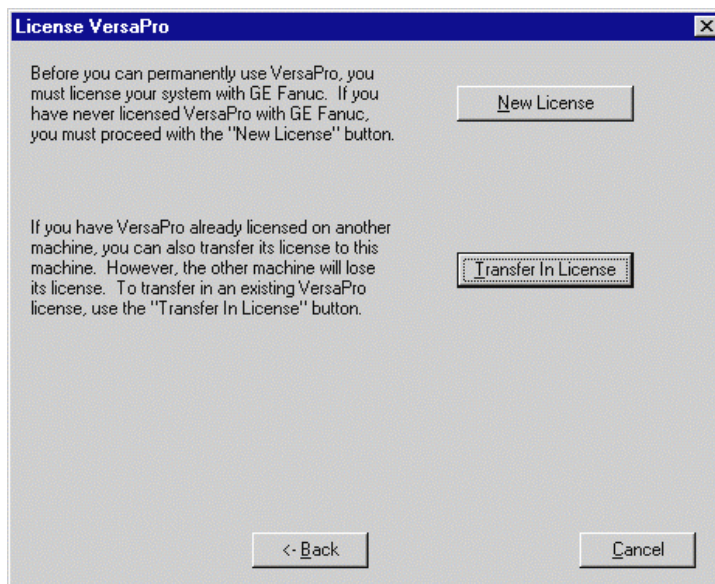 License VersaPro
Before you can permanently use VersaPro, you
must license your system with GE Fanuc. If you
have never licensed VersaPro with GE Fanuc,
you must proceed with the "New License" button.
New License
If you have VersaPro already licensed on another
machine, you can also transfer its license to this
machine. However, the other machine will lose
its license. To transfer in an existing VersaPro
license, use the "Transfer In License" button.
Transfer In License
<- Back
Cancel